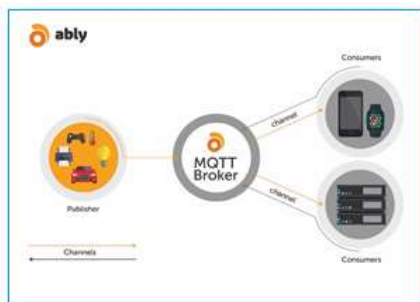 ably
Consumers
channel
MQTT
Broker
Publisher
channel
Channels
Consumers